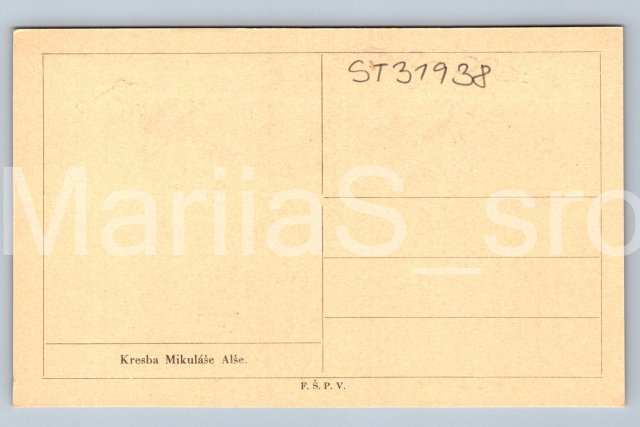 ST31938
MariiaS_sro
Kresba Mikuláše Alše.
F. Š. P. V.